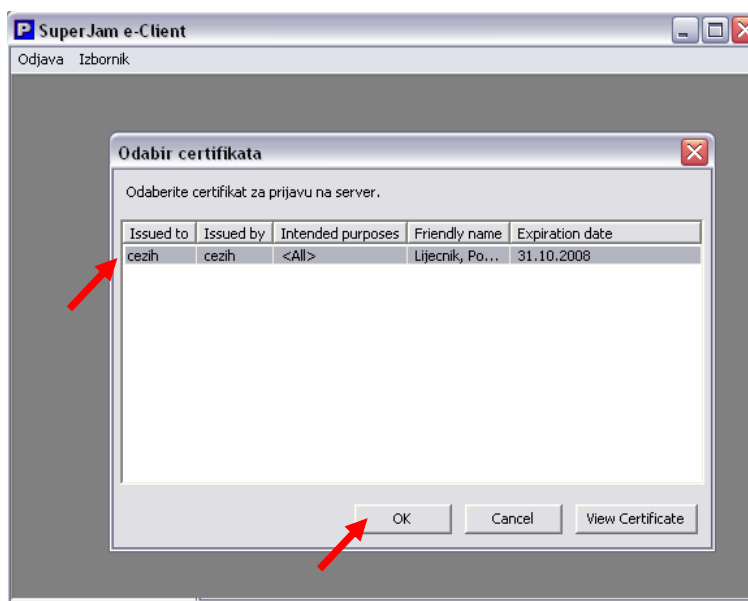 SuperJam e-Client
Odjava Izbornik
Odabir certifikata
Odaberite certifikat za prijavu na server.
Issued to Issued by Intended purposes Friendly name Expiration date
cezih cezih <All> Lijecnik, Po... 31.10.2008
OK Cancel View Certificate